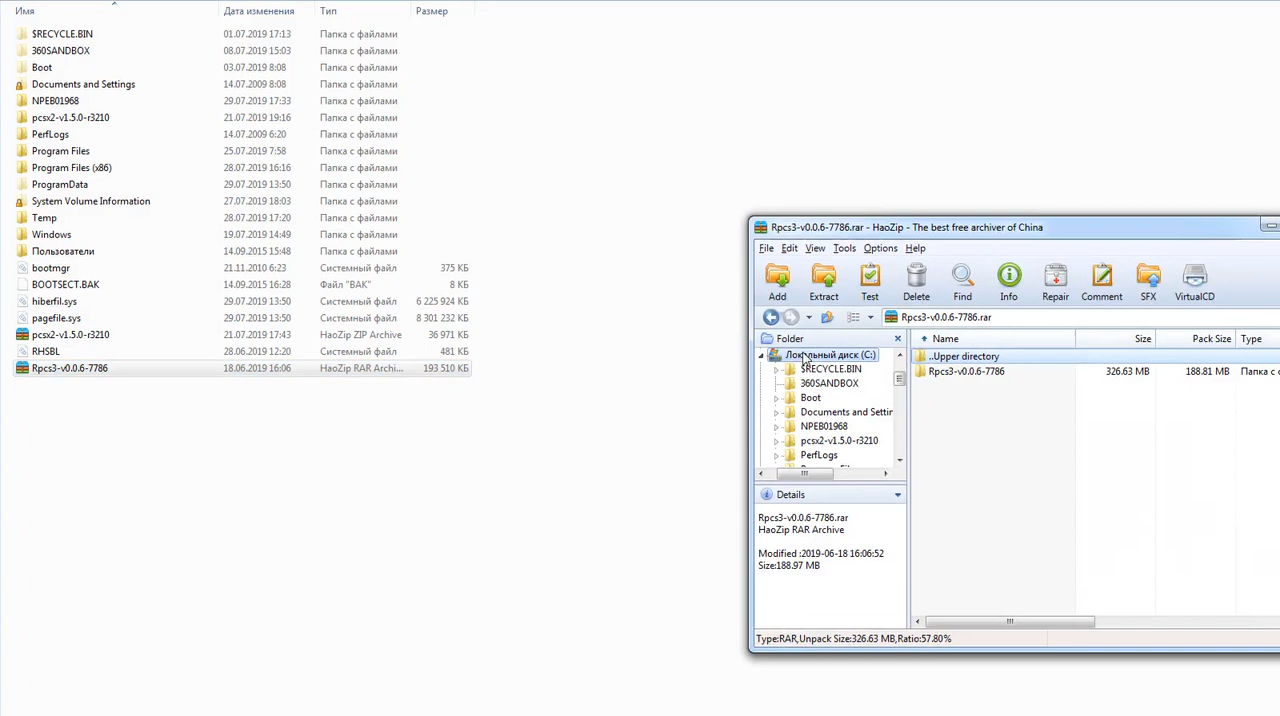 Имя Дата изменения Тип Размер
$RECYCLE.BIN 01.07.2019 17:13 Папка с файлами
360SANDBOX 08.07.2019 15:03 Папка с файлами
Boot 03.07.2019 8:08 Папка с файлами
Documents and Settings 14.07.2009 8:08 Папка с файлами
NPEB01968 29.07.2019 17:33 Папка с файлами
pcsx2-v1.5.0-r3210 21.07.2019 19:16 Папка с файлами
PerfLogs 14.07.2009 6:20 Папка с файлами
Program Files 25.07.2019 7:58 Папка с файлами
Program Files (x86) 28.07.2019 16:16 Папка с файлами
ProgramData 29.07.2019 13:50 Папка с файлами
System Volume Information 27.07.2019 18:03 Папка с файлами
Temp 28.07.2019 17:20 Папка с файлами
Windows 19.07.2019 14:49 Папка с файлами
Пользователи 14.09.2015 15:48 Папка с файлами
bootmgr 21.11.2010 6:23 Системный файл 375 КБ
BOOTSECT.BAK 14.09.2015 16:28 Файл "BAK" 8 КБ
hiberfil.sys 29.07.2019 13:50 Системный файл 6 225 924 КБ
pagefile.sys 29.07.2019 13:50 Системный файл 8 301 232 КБ
pcsx2-v1.5.0-r3210 21.07.2019 17:43 HaoZip ZIP Archive 36 971 КБ
RHSBL 28.06.2019 12:20 Системный файл 481 КБ
Rpcs3-v0.0.6-7786 18.06.2019 16:06 HaoZip RAR Archi... 193 510 КБ
Rpcs3-v0.0.6-7786.rar - HaoZip - The best free archiver of China
File Edit View Tools Options Help
Add Extract Test Delete Find Info Repair Comment SFX VirtualCD
Rpcs3-v0.0.6-7786.rar
Folder
Локальный диск (C:)
$RECYCLE.BIN
360SANDBOX
Boot
Documents and Settin
NPEB01968
pcsx2-v1.5.0-r3210
PerfLogs
Name Size Pack Size Type
..Upper directory
Rpcs3-v0.0.6-7786 326.63 MB 188.81 MB Папка с
Details
Rpcs3-v0.0.6-7786.rar
HaoZip RAR Archive
Modified :2019-06-18 16:06:52
Size:188.97 MB
Type:RAR,Unpack Size:326.63 MB,Ratio:57.80%